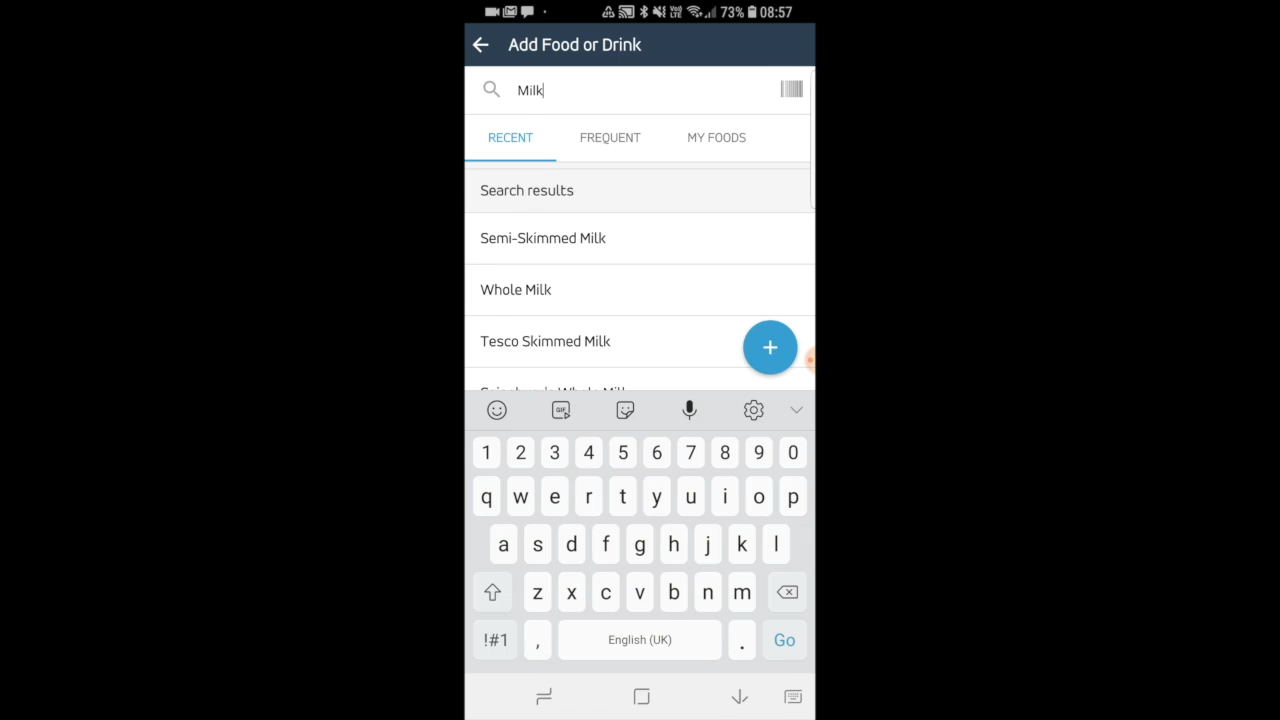 73% 08:57
Add Food or Drink
Milk
RECENT FREQUENT MY FOODS
Search results
Semi-Skimmed Milk
Whole Milk
Tesco Skimmed Milk
+
GIF
1 2 3 4 5 6 7 8 9 0
q w e r t y u i o p
a s d f g h j k l
z x c v b n m
!#1 , English (UK) . Go